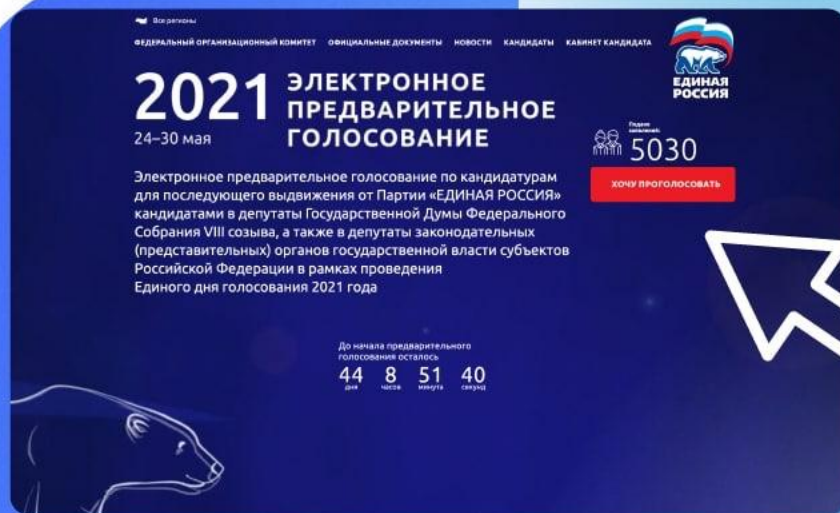 Все регионы
ФЕДЕРАЛЬНЫЙ ОРГАНИЗАЦИОННЫЙ КОМИТЕТ ОФИЦИАЛЬНЫЕ ДОКУМЕНТЫ НОВОСТИ КАНДИДАТЫ КАБИНЕТ КАНДИДАТА
ЕДИНАЯ
РОССИЯ
2021
24–30 мая
ЭЛЕКТРОННОЕ
ПРЕДВАРИТЕЛЬНОЕ
ГОЛОСОВАНИЕ
Подано
заявлений:
5030
ХОЧУ ПРОГОЛОСОВАТЬ
Электронное предварительное голосование по кандидатурам
для последующего выдвижения от Партии «ЕДИНАЯ РОССИЯ»
кандидатами в депутаты Государственной Думы Федерального
Собрания VIII созыва, а также в депутаты законодательных
(представительных) органов государственной власти субъектов
Российской Федерации в рамках проведения
Единого дня голосования 2021 года
До начала предварительного
голосования осталось
44 8 51 40
дня часов минута секунд